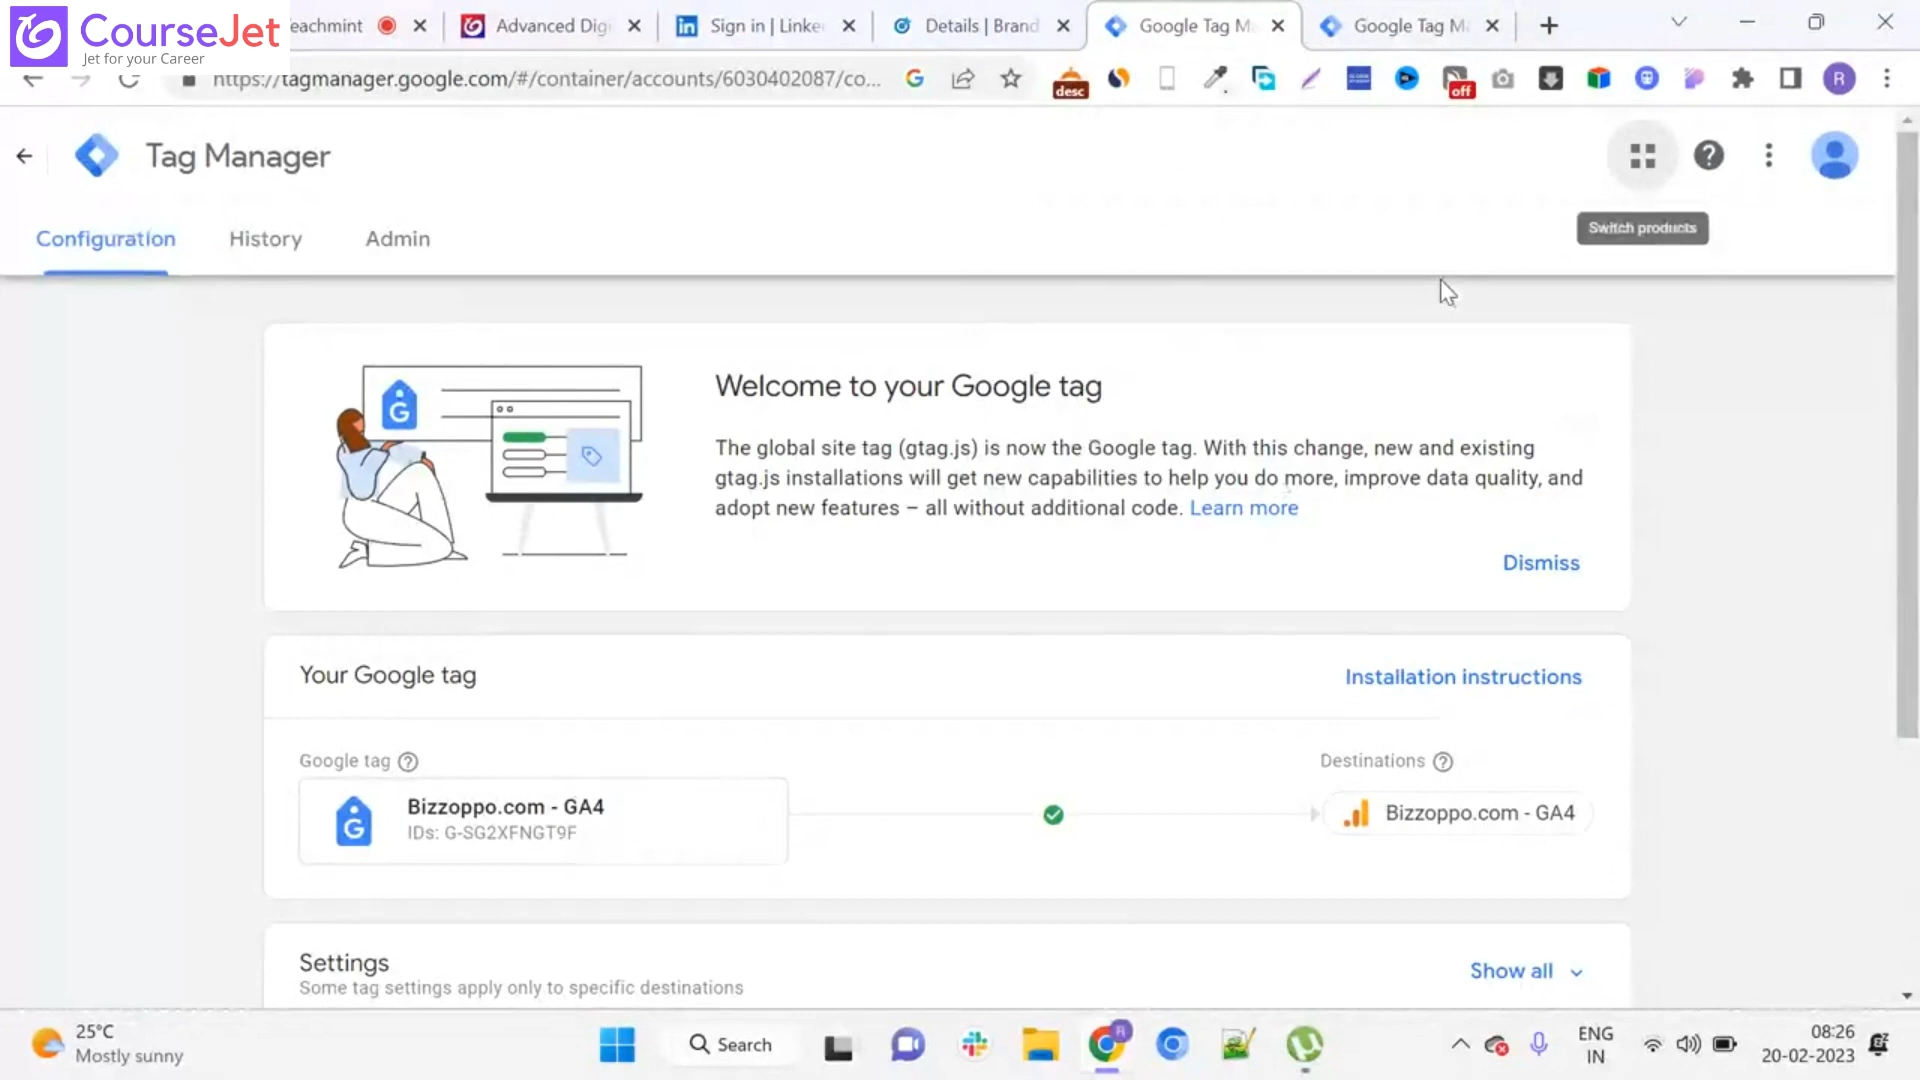 CourseJet
Jet for your Career
eachmint
Advanced Dig
Sign in | Linke
Details | Brand
Google Tag M
Google Tag Ma
https://tagmanager.google.com/#/container/accounts/6030402087/co...
desc
off
R
Tag Manager
Switch products
Configuration
History
Admin
G
Welcome to your Google tag
The global site tag (gtag.js) is now the Google tag. With this change, new and existing
gtag.js installations will get new capabilities to help you do more, improve data quality, and
adopt new features – all without additional code. Learn more
Dismiss
Your Google tag
Installation instructions
Google tag
Destinations
G
Bizzoppo.com - GA4
IDs: G-SG2XFNGT9F
Bizzoppo.com - GA4
Settings
Some tag settings apply only to specific destinations
Show all
25°C
Mostly sunny
Search
R
ENG
IN
08:26
20-02-2023